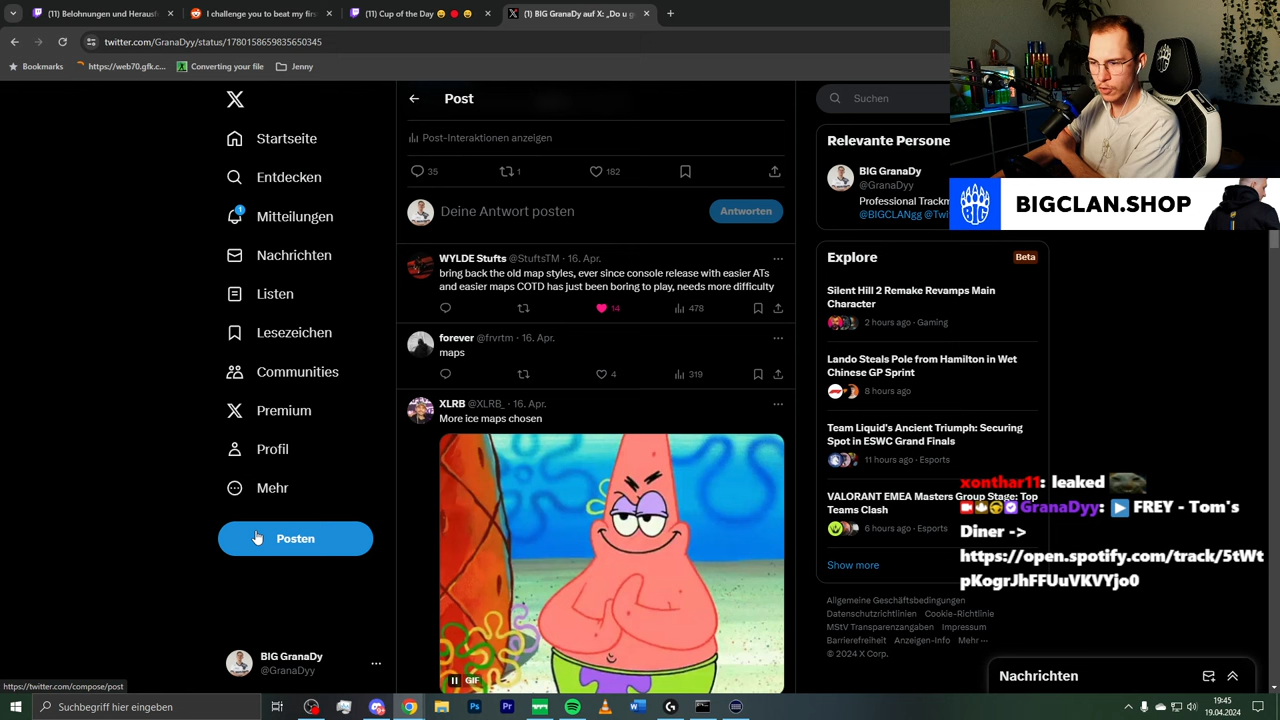 (11) Belohnungen und Herausf
I challenge you to beat my firs
(11) Cup of the Day
(1) BIG GranaDy auf X: „Do u g
twitter.com/GranaDyy/status/1780158659835650345
Bookmarks
https://web70.gfk.c...
Converting your file
Jenny
Post
Suchen
Startseite
Entdecken
Mitteilungen
1
Nachrichten
Listen
Lesezeichen
Communities
Premium
Profil
Mehr
Posten
BIG GranaDy
@GranaDyy
Post-Interaktionen anzeigen
35
1
182
Deine Antwort posten
Antworten
WYLDE Stufts @StuftsTM · 16. Apr.
bring back the old map styles, ever since console release with easier ATs
and easier maps COTD has just been boring to play, needs more difficulty
14
478
forever @frvrtm · 16. Apr.
maps
4
319
XLRB @XLRB_ · 16. Apr.
More ice maps chosen
GIF
Relevante Persone
BIG GranaDy
@GranaDyy
Professional Trackm
@BIGCLANgg @Twi
BIGCLAN.SHOP
Explore
Beta
Silent Hill 2 Remake Revamps Main
Character
2 hours ago · Gaming
Lando Steals Pole from Hamilton in Wet
Chinese GP Sprint
8 hours ago
Team Liquid's Ancient Triumph: Securing
Spot in ESWC Grand Finals
11 hours ago · Esports
VALORANT EMEA Masters Group Stage: Top
Teams Clash
6 hours ago · Esports
Show more
xonthar11: leaked
GranaDyy: FREY - Tom's
Diner ->
https://open.spotify.com/track/5tWt
pKogrJhFFUuVKVYjo0
Allgemeine Geschäftsbedingungen
Datenschutzrichtlinien Cookie-Richtlinie
MStV Transparenzangaben Impressum
Barrierefreiheit Anzeigen-Info Mehr ···
© 2024 X Corp.
Nachrichten
https://twitter.com/compose/post
Suchbegriff hier eingeben
19:45
19.04.2024